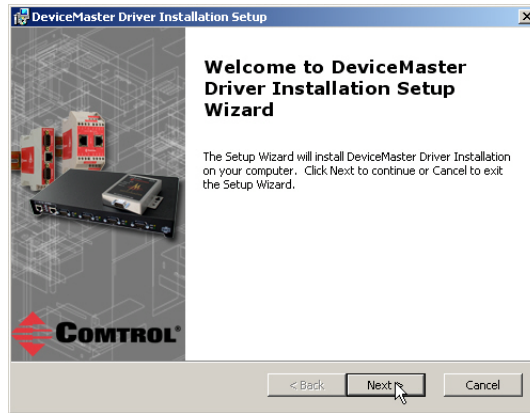 DeviceMaster Driver Installation Setup
Welcome to DeviceMaster
Driver Installation Setup
Wizard
The Setup Wizard will install DeviceMaster Driver Installation
on your computer. Click Next to continue or Cancel to exit
the Setup Wizard.
COMTROL®
< Back
Next >
Cancel